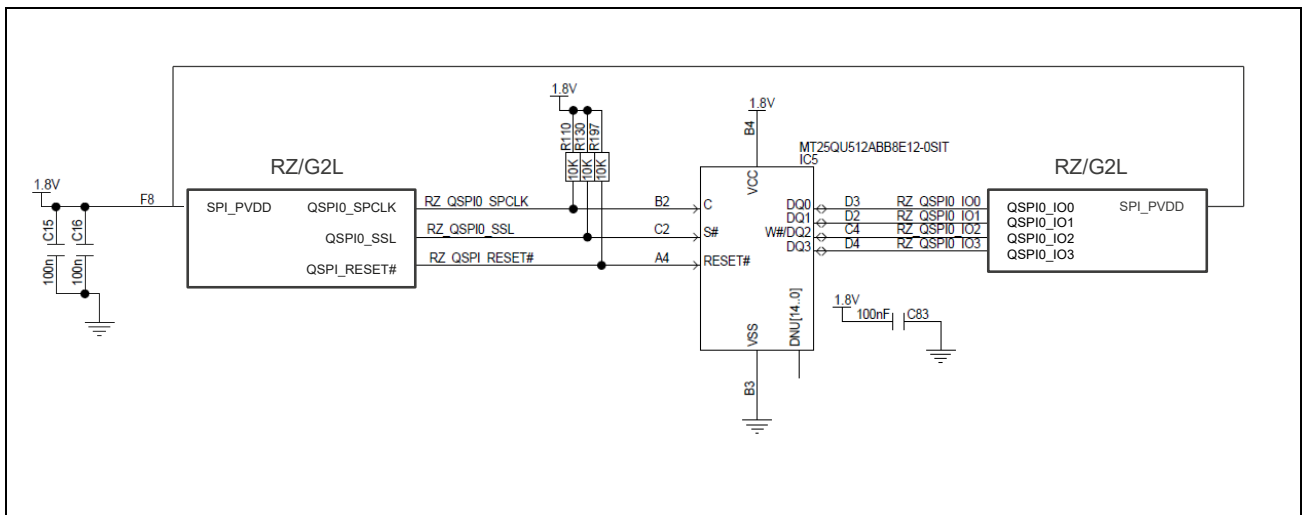 1.8V
1.8V
R110
R130
R197
10K
10K
10K
B4
MT25QU512ABB8E12-0SIT
IC5
RZ/G2L
RZ/G2L
1.8V
F8
SPI_PVDD
QSPI0_SPCLK
RZ_QSPI0_SPCLK
B2
C
VCC
DQ0
D3
RZ_QSPI0_IO0
QSPI0_IO0
SPI_PVDD
DQ1
D2
RZ_QSPI0_IO1
QSPI0_IO1
C15
C16
QSPI0_SSL
RZ_QSPI0_SSL
C2
S#
W#/DQ2
C4
RZ_QSPI0_IO2
QSPI0_IO2
DQ3
D4
RZ_QSPI0_IO3
QSPI0_IO3
100n
100n
QSPI_RESET#
RZ_QSPI_RESET#
A4
RESET#
1.8V
100nF
C83
VSS
DNU[14..0]
B3